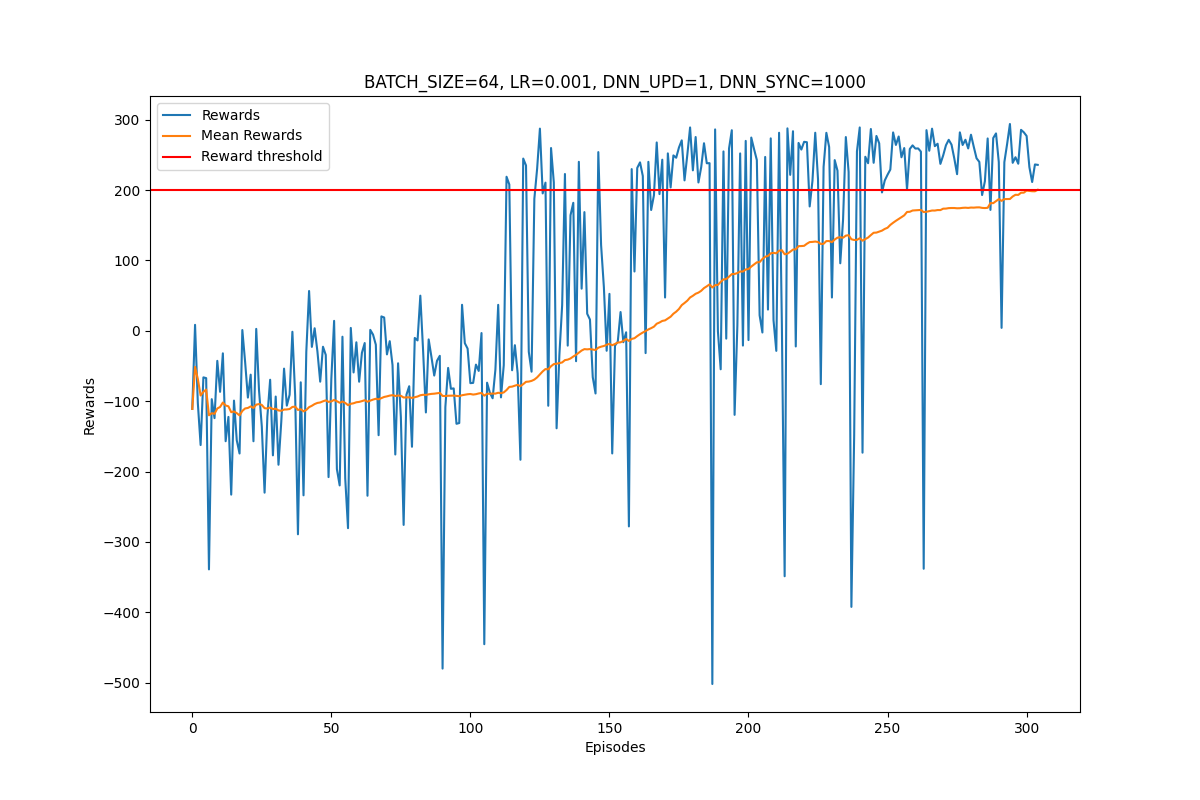 BATCH_SIZE=64, LR=0.001, DNN_UPD=1, DNN_SYNC=1000
Rewards
Mean Rewards
Reward threshold
300
200
100
0
−100
−200
−300
−400
−500
Rewards
0
50
100
150
200
250
300
Episodes